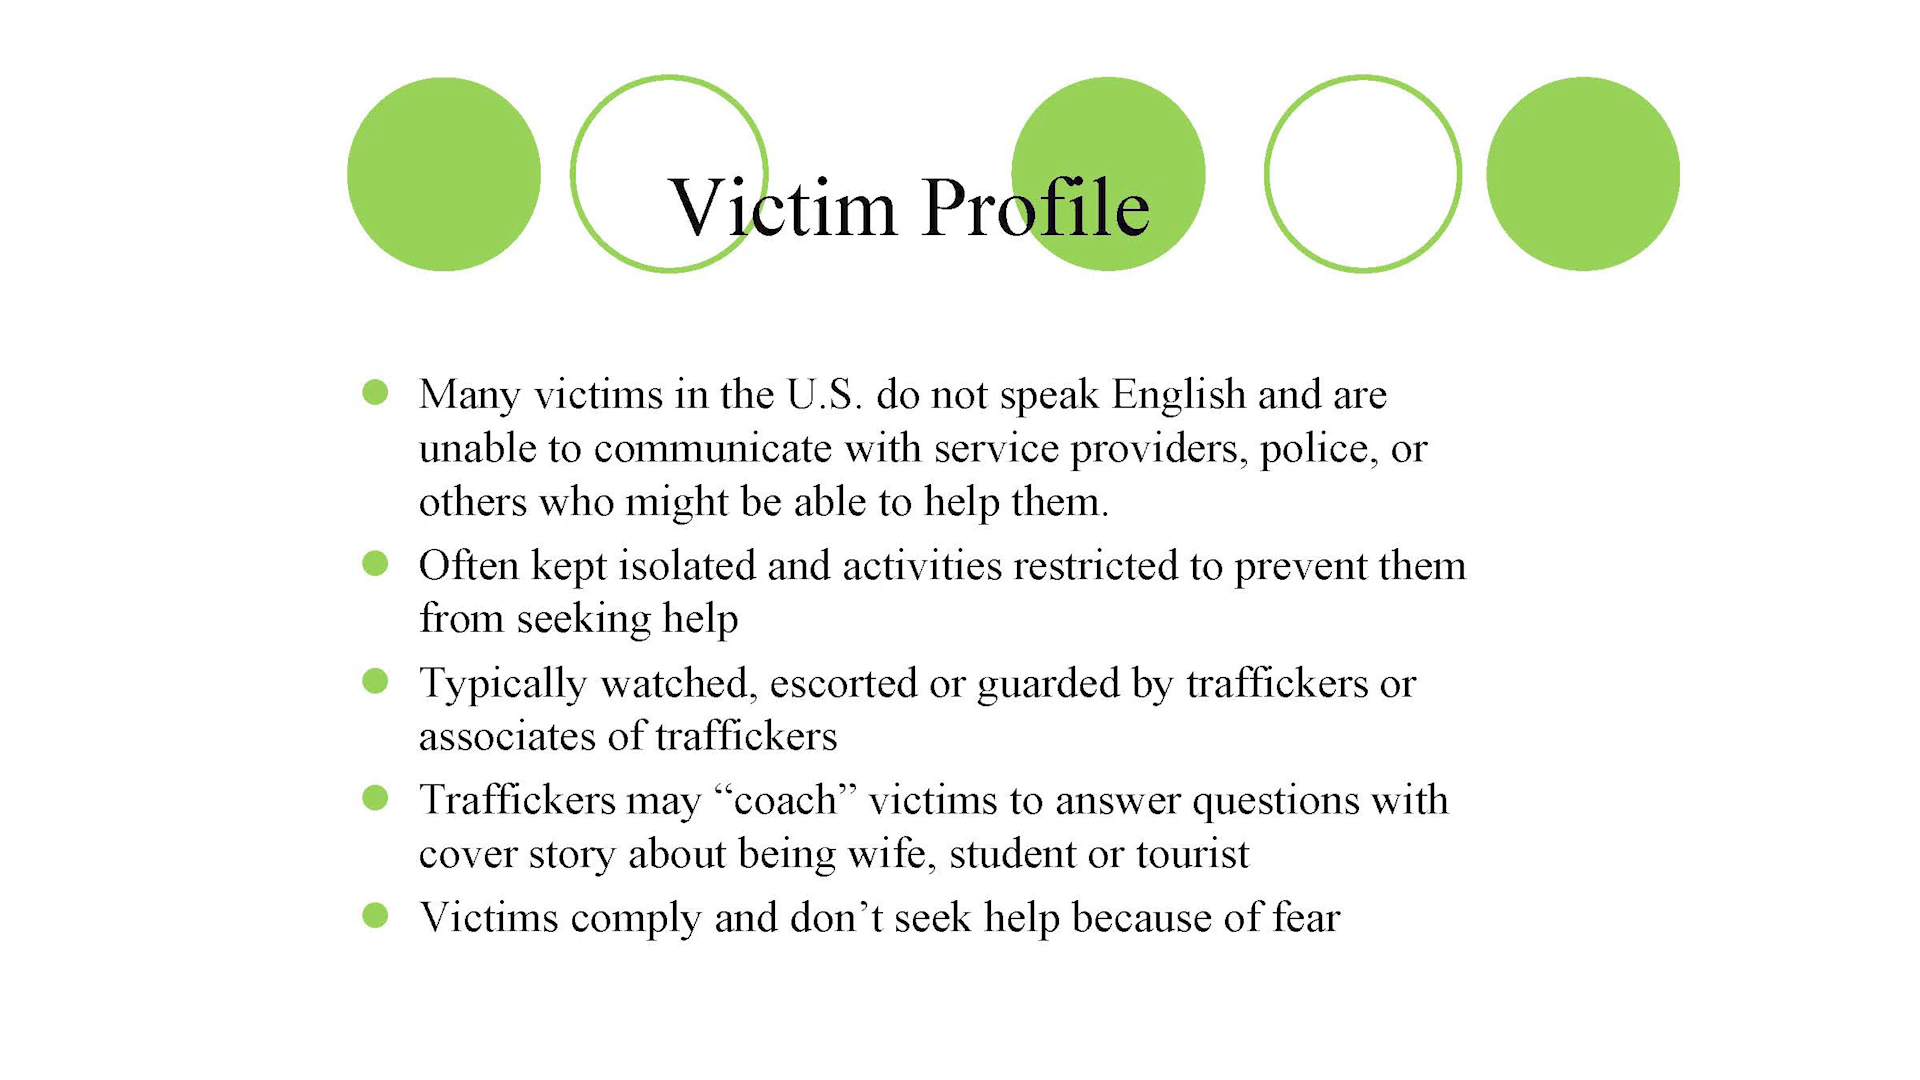 Victim Profile
Many victims in the U.S. do not speak English and are
unable to communicate with service providers, police, or
others who might be able to help them.
Often kept isolated and activities restricted to prevent them
from seeking help
Typically watched, escorted or guarded by traffickers or
associates of traffickers
Traffickers may “coach” victims to answer questions with
cover story about being wife, student or tourist
Victims comply and don’t seek help because of fear